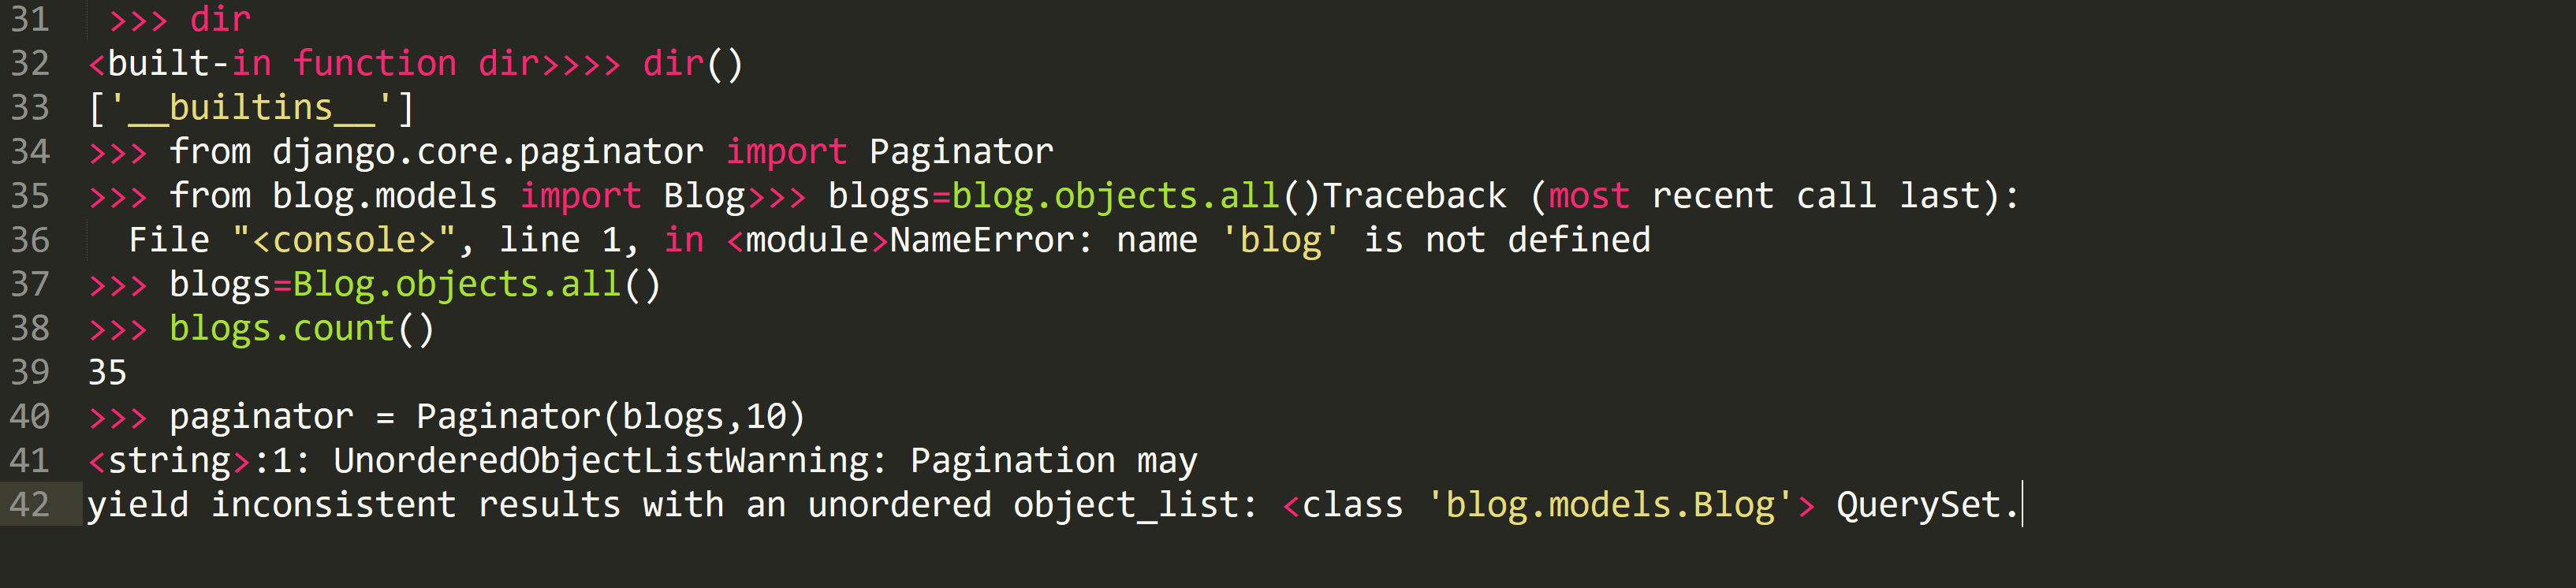 31 >>> dir
32 <built-in function dir>>>> dir()
33 ['__builtins__']
34 >>> from django.core.paginator import Paginator
35 >>> from blog.models import Blog>>> blogs=blog.objects.all()Traceback (most recent call last):
36 File "<console>", line 1, in <module>NameError: name 'blog' is not defined
37 >>> blogs=Blog.objects.all()
38 >>> blogs.count()
39 35
40 >>> paginator = Paginator(blogs,10)
41 <string>:1: UnorderedObjectListWarning: Pagination may
42 yield inconsistent results with an unordered object_list: <class 'blog.models.Blog'> QuerySet.